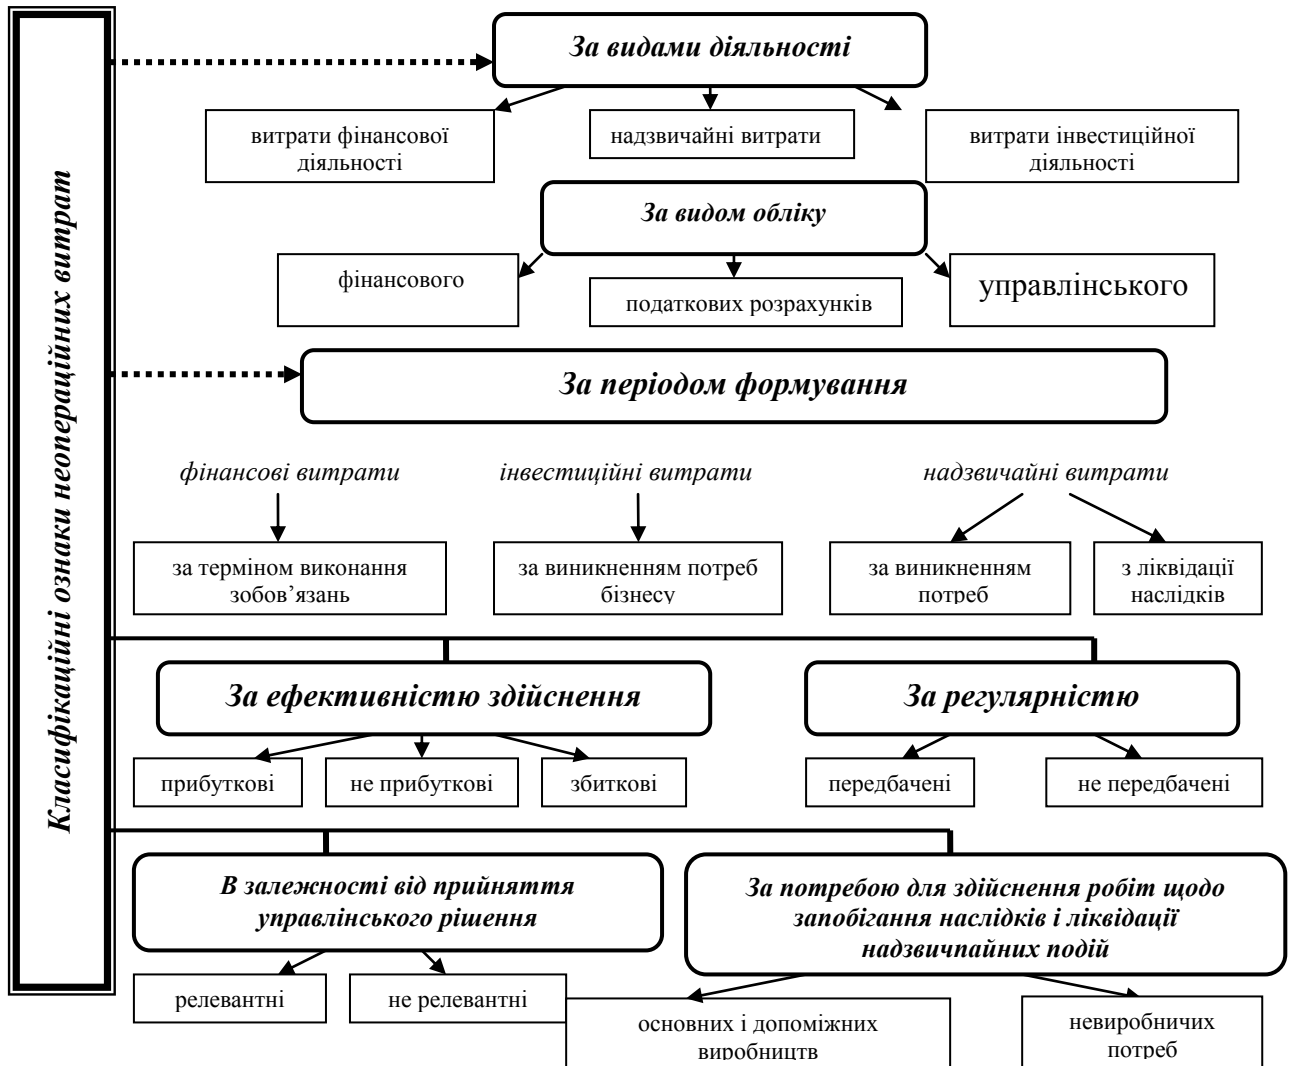 Класифікаційні ознаки неопераційних витрат
За видами діяльності
витрати фінансової
діяльності
надзвичайні витрати
витрати інвестиційної
діяльності
За видом обліку
фінансового
податкових розрахунків
управлінського
За періодом формування
фінансові витрати
інвестиційні витрати
надзвичайні витрати
за терміном виконання
зобов’язань
за виникненням потреб
бізнесу
за виникненням
потреб
з ліквідації
наслідків
За ефективністю здійснення
За регулярністю
прибуткові
не прибуткові
збиткові
передбачені
не передбачені
В залежності від прийняття
управлінського рішення
За потребою для здійснення робіт щодо
запобігання наслідків і ліквідації
надзвичпайних подій
релевантні
не релевантні
основних і допоміжних
виробництв
невиробничих
потреб